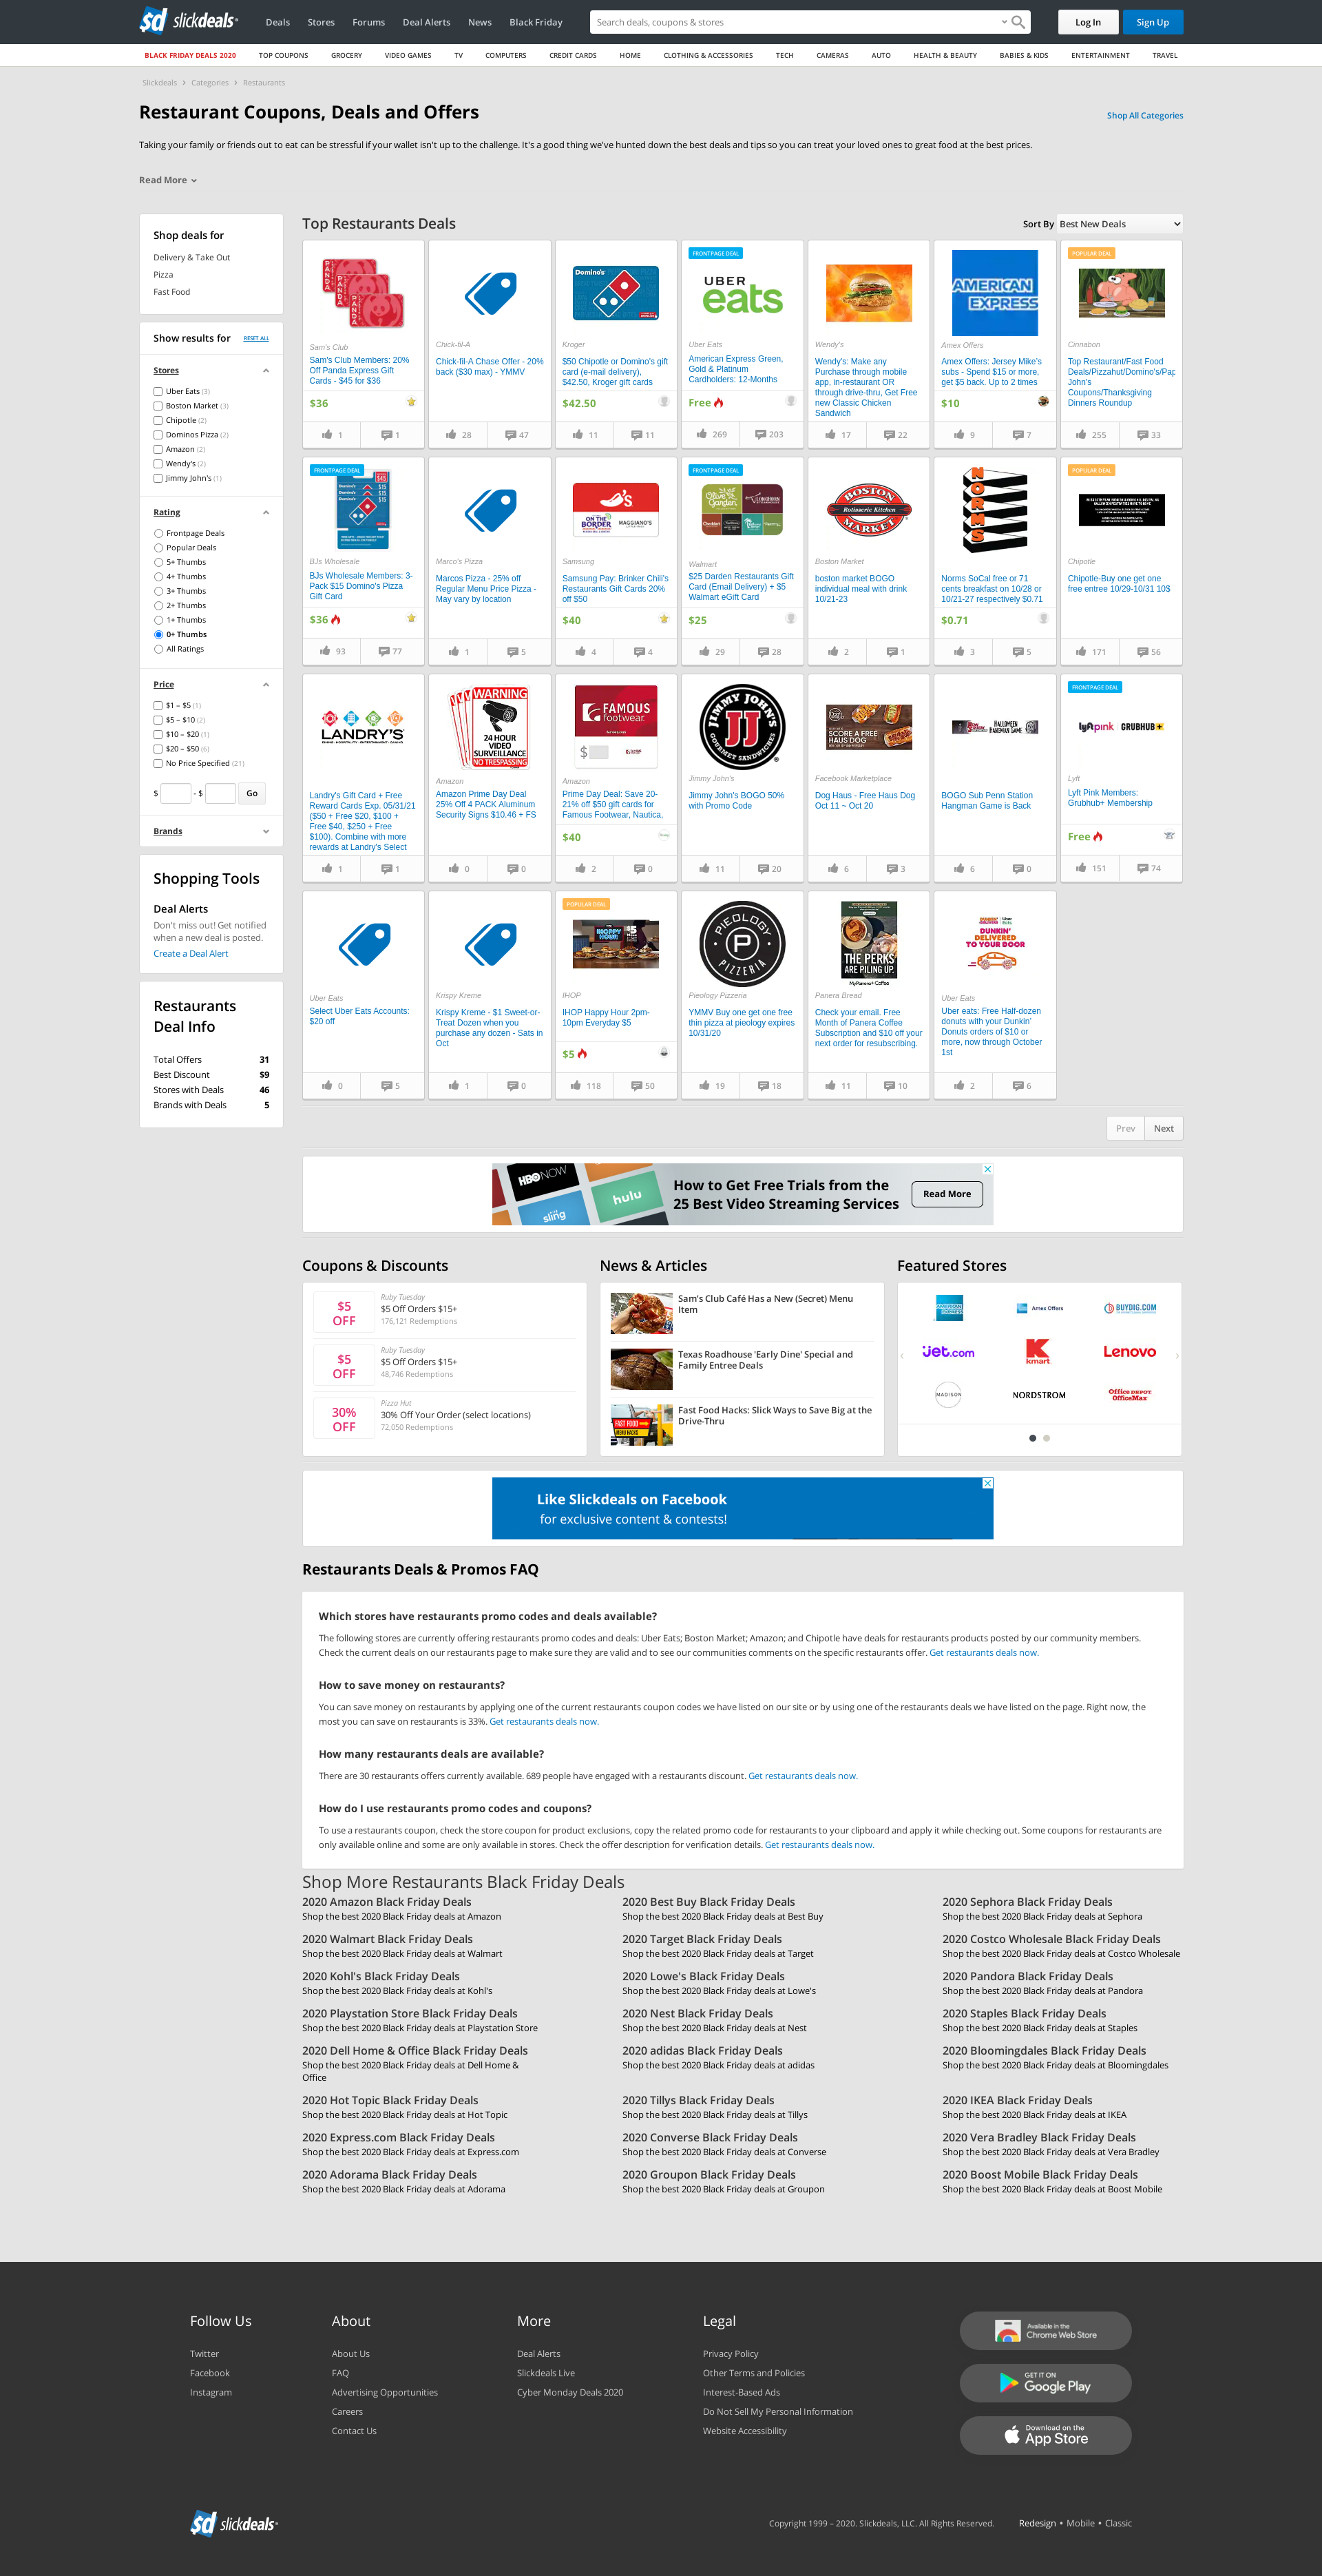 slickdeals
Deals
Stores
Forums
Deal Alerts
News
Black Friday
Search deals, coupons & stores
Log In
Sign Up
BLACK FRIDAY DEALS 2020
TOP COUPONS
GROCERY
VIDEO GAMES
TV
COMPUTERS
CREDIT CARDS
HOME
CLOTHING & ACCESSORIES
TECH
CAMERAS
AUTO
HEALTH & BEAUTY
BABIES & KIDS
ENTERTAINMENT
TRAVEL
Slickdeals > Categories > Restaurants
Restaurant Coupons, Deals and Offers
Shop All Categories
Taking your family or friends out to eat can be stressful if your wallet isn't up to the challenge. It's a good thing we've hunted down the best deals and tips so you can treat your loved ones to great food at the best prices.
Read More
Shop deals for
Delivery & Take Out
Pizza
Fast Food
Show results for
RESET ALL
Stores
Uber Eats (3)
Boston Market (3)
Chipotle (2)
Dominos Pizza (2)
Amazon (2)
Wendy's (2)
Jimmy John's (1)
Rating
Frontpage Deals
Popular Deals
5+ Thumbs
4+ Thumbs
3+ Thumbs
2+ Thumbs
1+ Thumbs
0+ Thumbs
All Ratings
Price
$1 – $5 (1)
$5 – $10 (2)
$10 – $20 (1)
$20 – $50 (6)
No Price Specified (21)
$ - $ Go
Brands
Shopping Tools
Deal Alerts
Don't miss out! Get notified
when a new deal is posted.
Create a Deal Alert
Restaurants
Deal Info
Total Offers 31
Best Discount $9
Stores with Deals 46
Brands with Deals 5
Top Restaurants Deals
Sort By Best New Deals
Sam's Club
Sam's Club Members: 20%
Off Panda Express Gift
Cards - $45 for $36
$36
1 1
Chick-fil-A
Chick-fil-A Chase Offer - 20%
back ($30 max) - YMMV
28 47
Domino's
Kroger
$50 Chipotle or Domino's gift
card (e-mail delivery),
$42.50, Kroger gift cards
$42.50
11 11
FRONTPAGE DEAL
UBER
eats
Uber Eats
American Express Green,
Gold & Platinum
Cardholders: 12-Months
Free
269 203
Wendy's
Wendy's: Make any
Purchase through mobile
app, in-restaurant OR
through drive-thru, Get Free
new Classic Chicken
Sandwich
17 22
AMERICAN
EXPRESS
Amex Offers
Amex Offers: Jersey Mike's
subs - Spend $15 or more,
get $5 back. Up to 2 times
$10
9 7
POPULAR DEAL
Cinnabon
Top Restaurant/Fast Food
Deals/Pizzahut/Domino's/Pap
John's
Coupons/Thanksgiving
Dinners Roundup
255 33
FRONTPAGE DEAL
BJs Wholesale
BJs Wholesale Members: 3-
Pack $15 Domino's Pizza
Gift Card
$36
93 77
Marco's Pizza
Marcos Pizza - 25% off
Regular Menu Price Pizza -
May vary by location
1 5
chili's
ON THE
BORDER
MAGGIANO'S
Samsung
Samsung Pay: Brinker Chili's
Restaurants Gift Cards 20%
off $50
$40
4 4
FRONTPAGE DEAL
Olive Garden
LONGHORN
Walmart
$25 Darden Restaurants Gift
Card (Email Delivery) + $5
Walmart eGift Card
$25
29 28
BOSTON
Rotisserie Kitchen
MARKET
Boston Market
boston market BOGO
individual meal with drink
10/21-23
2 1
NORMS
Norms SoCal free or 71
cents breakfast on 10/28 or
10/21-27 respectively $0.71
$0.71
3 5
POPULAR DEAL
Chipotle
Chipotle-Buy one get one
free entree 10/29-10/31 10$
171 56
LANDRY'S
Landry's Gift Card + Free
Reward Cards Exp. 05/31/21
($50 + Free $20, $100 +
Free $40, $250 + Free
$100). Combine with more
rewards at Landry's Select
1 1
WARNING
24 HOUR
VIDEO
SURVEILLANCE
NO TRESPASSING
Amazon
Amazon Prime Day Deal
25% Off 4 PACK Aluminum
Security Signs $10.46 + FS
0 0
FAMOUS
footwear
$
Amazon
Prime Day Deal: Save 20-
21% off $50 gift cards for
Famous Footwear, Nautica,
$40
2 0
JIMMY JOHN'S
JJ
GOURMET SANDWICHES
Jimmy John's
Jimmy John's BOGO 50%
with Promo Code
11 20
SCORE A FREE
HAUS DOG
Facebook Marketplace
Dog Haus - Free Haus Dog
Oct 11 ~ Oct 20
6 3
HALLOWEEN
HANGMAN GAME
BOGO Sub Penn Station
Hangman Game is Back
6 0
FRONTPAGE DEAL
lyft pink GRUBHUB+
Lyft
Lyft Pink Members:
Grubhub+ Membership
Free
151 74
Uber Eats
Select Uber Eats Accounts:
$20 off
0 5
Krispy Kreme
Krispy Kreme - $1 Sweet-or-
Treat Dozen when you
purchase any dozen - Sats in
Oct
1 0
POPULAR DEAL
IHOPPY
HOUR
$5
IHOP
IHOP Happy Hour 2pm-
10pm Everyday $5
$5
118 50
PIEOLOGY
P
PIZZERIA
Pieology Pizzeria
YMMV Buy one get one free
thin pizza at pieology expires
10/31/20
19 18
THE PERKS
ARE PILING UP.
MyPanera+ Coffee
Panera Bread
Check your email. Free
Month of Panera Coffee
Subscription and $10 off your
next order for resubscribing.
11 10
DUNKIN' Uber Eats
DUNKIN'
DELIVERED
TO YOUR DOOR
Uber Eats
Uber eats: Free Half-dozen
donuts with your Dunkin'
Donuts orders of $10 or
more, now through October
1st
2 6
Prev Next
HBO NOW
hulu
sling
How to Get Free Trials from the
25 Best Video Streaming Services
Read More
Coupons & Discounts
$5
OFF
Ruby Tuesday
$5 Off Orders $15+
176,121 Redemptions
$5
OFF
Ruby Tuesday
$5 Off Orders $15+
48,746 Redemptions
30%
OFF
Pizza Hut
30% Off Your Order (select locations)
72,050 Redemptions
News & Articles
Sam's Club Café Has a New (Secret) Menu
Item
Texas Roadhouse 'Early Dine' Special and
Family Entree Deals
FAST FOOD
MENU HACKS
Fast Food Hacks: Slick Ways to Save Big at the
Drive-Thru
Featured Stores
AMERICAN EXPRESS
Amex Offers
BUYDIG.COM
jet.com
kmart
Lenovo
MADISON
NORDSTROM
Office DEPOT
OfficeMax
Like Slickdeals on Facebook
for exclusive content & contests!
Restaurants Deals & Promos FAQ
Which stores have restaurants promo codes and deals available?
The following stores are currently offering restaurants promo codes and deals: Uber Eats; Boston Market; Amazon; and Chipotle have deals for restaurants products posted by our community members.
Check the current deals on our restaurants page to make sure they are valid and to see our communities comments on the specific restaurants offer. Get restaurants deals now.
How to save money on restaurants?
You can save money on restaurants by applying one of the current restaurants coupon codes we have listed on our site or by using one of the restaurants deals we have listed on the page. Right now, the
most you can save on restaurants is 33%. Get restaurants deals now.
How many restaurants deals are available?
There are 30 restaurants offers currently available. 689 people have engaged with a restaurants discount. Get restaurants deals now.
How do I use restaurants promo codes and coupons?
To use a restaurants coupon, check the store coupon for product exclusions, copy the related promo code for restaurants to your clipboard and apply it while checking out. Some coupons for restaurants are
only available online and some are only available in stores. Check the offer description for verification details. Get restaurants deals now.
Shop More Restaurants Black Friday Deals
2020 Amazon Black Friday Deals
Shop the best 2020 Black Friday deals at Amazon
2020 Best Buy Black Friday Deals
Shop the best 2020 Black Friday deals at Best Buy
2020 Sephora Black Friday Deals
Shop the best 2020 Black Friday deals at Sephora
2020 Walmart Black Friday Deals
Shop the best 2020 Black Friday deals at Walmart
2020 Target Black Friday Deals
Shop the best 2020 Black Friday deals at Target
2020 Costco Wholesale Black Friday Deals
Shop the best 2020 Black Friday deals at Costco Wholesale
2020 Kohl's Black Friday Deals
Shop the best 2020 Black Friday deals at Kohl's
2020 Lowe's Black Friday Deals
Shop the best 2020 Black Friday deals at Lowe's
2020 Pandora Black Friday Deals
Shop the best 2020 Black Friday deals at Pandora
2020 Playstation Store Black Friday Deals
Shop the best 2020 Black Friday deals at Playstation Store
2020 Nest Black Friday Deals
Shop the best 2020 Black Friday deals at Nest
2020 Staples Black Friday Deals
Shop the best 2020 Black Friday deals at Staples
2020 Dell Home & Office Black Friday Deals
Shop the best 2020 Black Friday deals at Dell Home &
Office
2020 adidas Black Friday Deals
Shop the best 2020 Black Friday deals at adidas
2020 Bloomingdales Black Friday Deals
Shop the best 2020 Black Friday deals at Bloomingdales
2020 Hot Topic Black Friday Deals
Shop the best 2020 Black Friday deals at Hot Topic
2020 Tillys Black Friday Deals
Shop the best 2020 Black Friday deals at Tillys
2020 IKEA Black Friday Deals
Shop the best 2020 Black Friday deals at IKEA
2020 Express.com Black Friday Deals
Shop the best 2020 Black Friday deals at Express.com
2020 Converse Black Friday Deals
Shop the best 2020 Black Friday deals at Converse
2020 Vera Bradley Black Friday Deals
Shop the best 2020 Black Friday deals at Vera Bradley
2020 Adorama Black Friday Deals
Shop the best 2020 Black Friday deals at Adorama
2020 Groupon Black Friday Deals
Shop the best 2020 Black Friday deals at Groupon
2020 Boost Mobile Black Friday Deals
Shop the best 2020 Black Friday deals at Boost Mobile
Follow Us
Twitter
Facebook
Instagram
About
About Us
FAQ
Advertising Opportunities
Careers
Contact Us
More
Deal Alerts
Slickdeals Live
Cyber Monday Deals 2020
Legal
Privacy Policy
Other Terms and Policies
Interest-Based Ads
Do Not Sell My Personal Information
Website Accessibility
Available in the
Chrome Web Store
GET IT ON
Google Play
Download on the
App Store
slickdeals
Copyright 1999 – 2020. Slickdeals, LLC. All Rights Reserved.
Redesign • Mobile • Classic